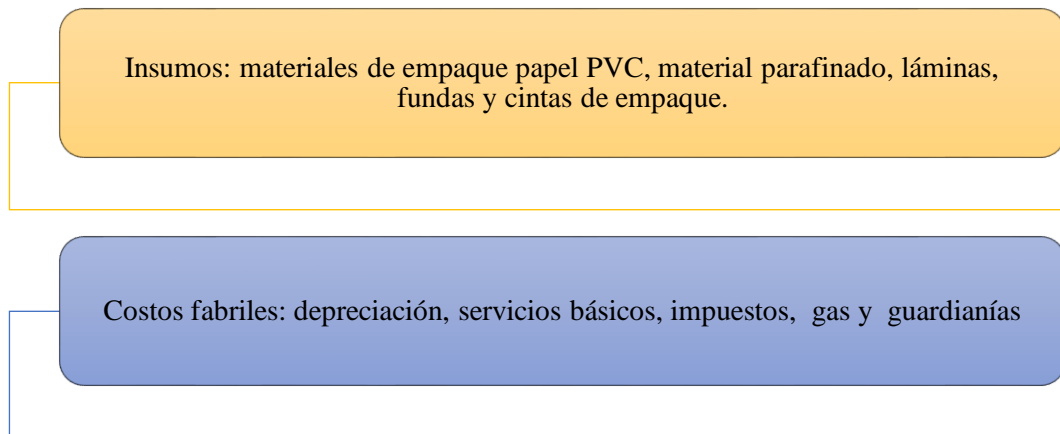 Insumos: materiales de empaque papel PVC, material parafinado, láminas,
fundas y cintas de empaque.
Costos fabriles: depreciación, servicios básicos, impuestos,  gas y  guardianías